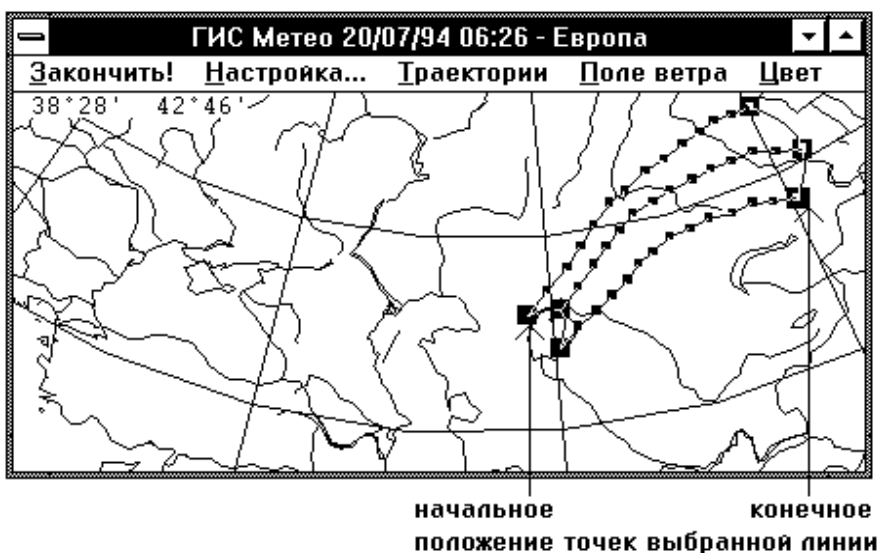 ГИС Метео 20/07/94 06:26 - Европа
Закончить! Настройка... Траектории Поле ветра Цвет
38°28' 42°46'
начальное конечное
положение точек выбранной линии